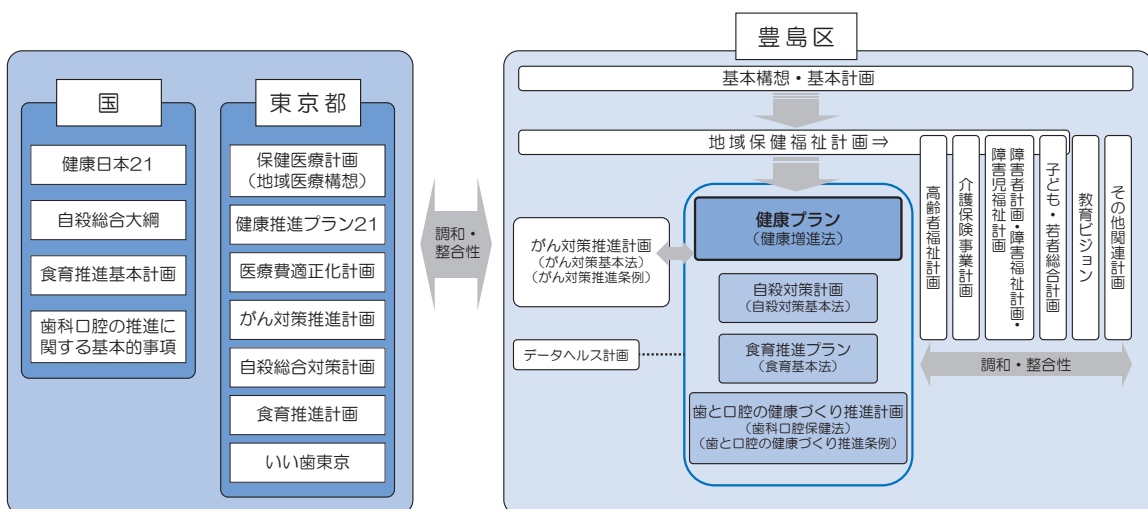 国
健康日本21
自殺総合大綱
食育推進基本計画
歯科口腔の推進に
関する基本的事項
東京都
保健医療計画
（地域医療構想）
健康推進プラン21
医療費適正化計画
がん対策推進計画
自殺総合対策計画
食育推進計画
いい歯東京
調和・
整合性
豊島区
基本構想・基本計画
地域保健福祉計画⇒
がん対策推進計画
（がん対策基本法）
（がん対策推進条例）
データヘルス計画
健康プラン
（健康増進法）
自殺対策計画
（自殺対策基本法）
食育推進プラン
（食育基本法）
歯と口腔の健康づくり推進計画
（歯科口腔保健法）
（歯と口腔の健康づくり推進条例）
高齢者福祉計画
介護保険事業計画
障害者計画・障害福祉計画・
障害児福祉計画
子ども・若者総合計画
教育ビジョン
その他関連計画
調和・整合性